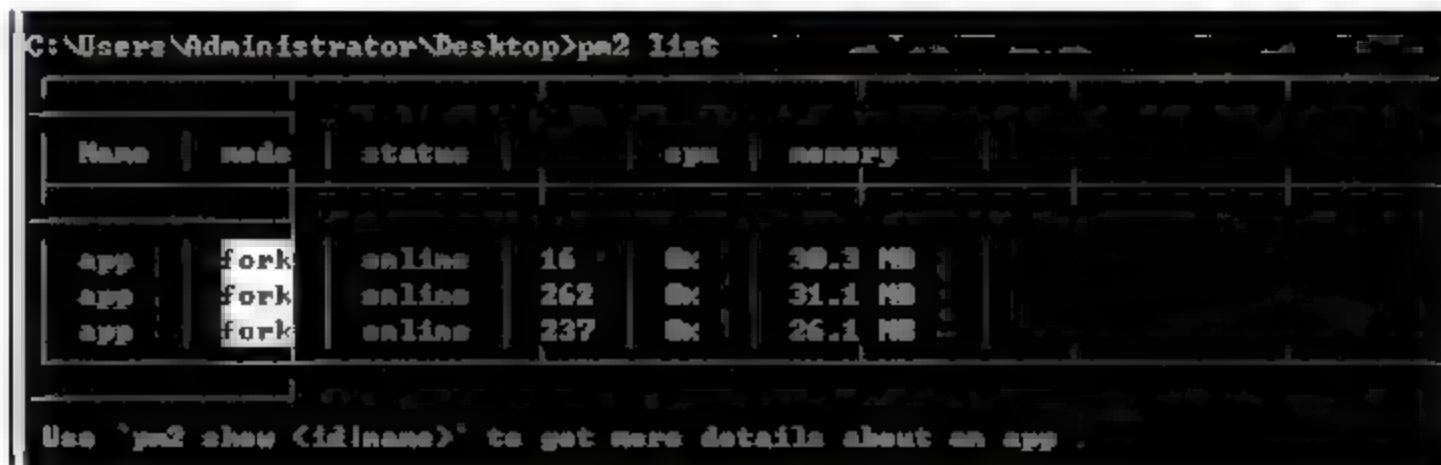 C:\Users\Administrator\Desktop>pm2 list
Name mode status cpu memory
app fork online 16 0% 30.3 MB
app fork online 262 0% 31.1 MB
app fork online 237 0% 26.1 MB
Use `pm2 show <id|name>` to get more details about an app